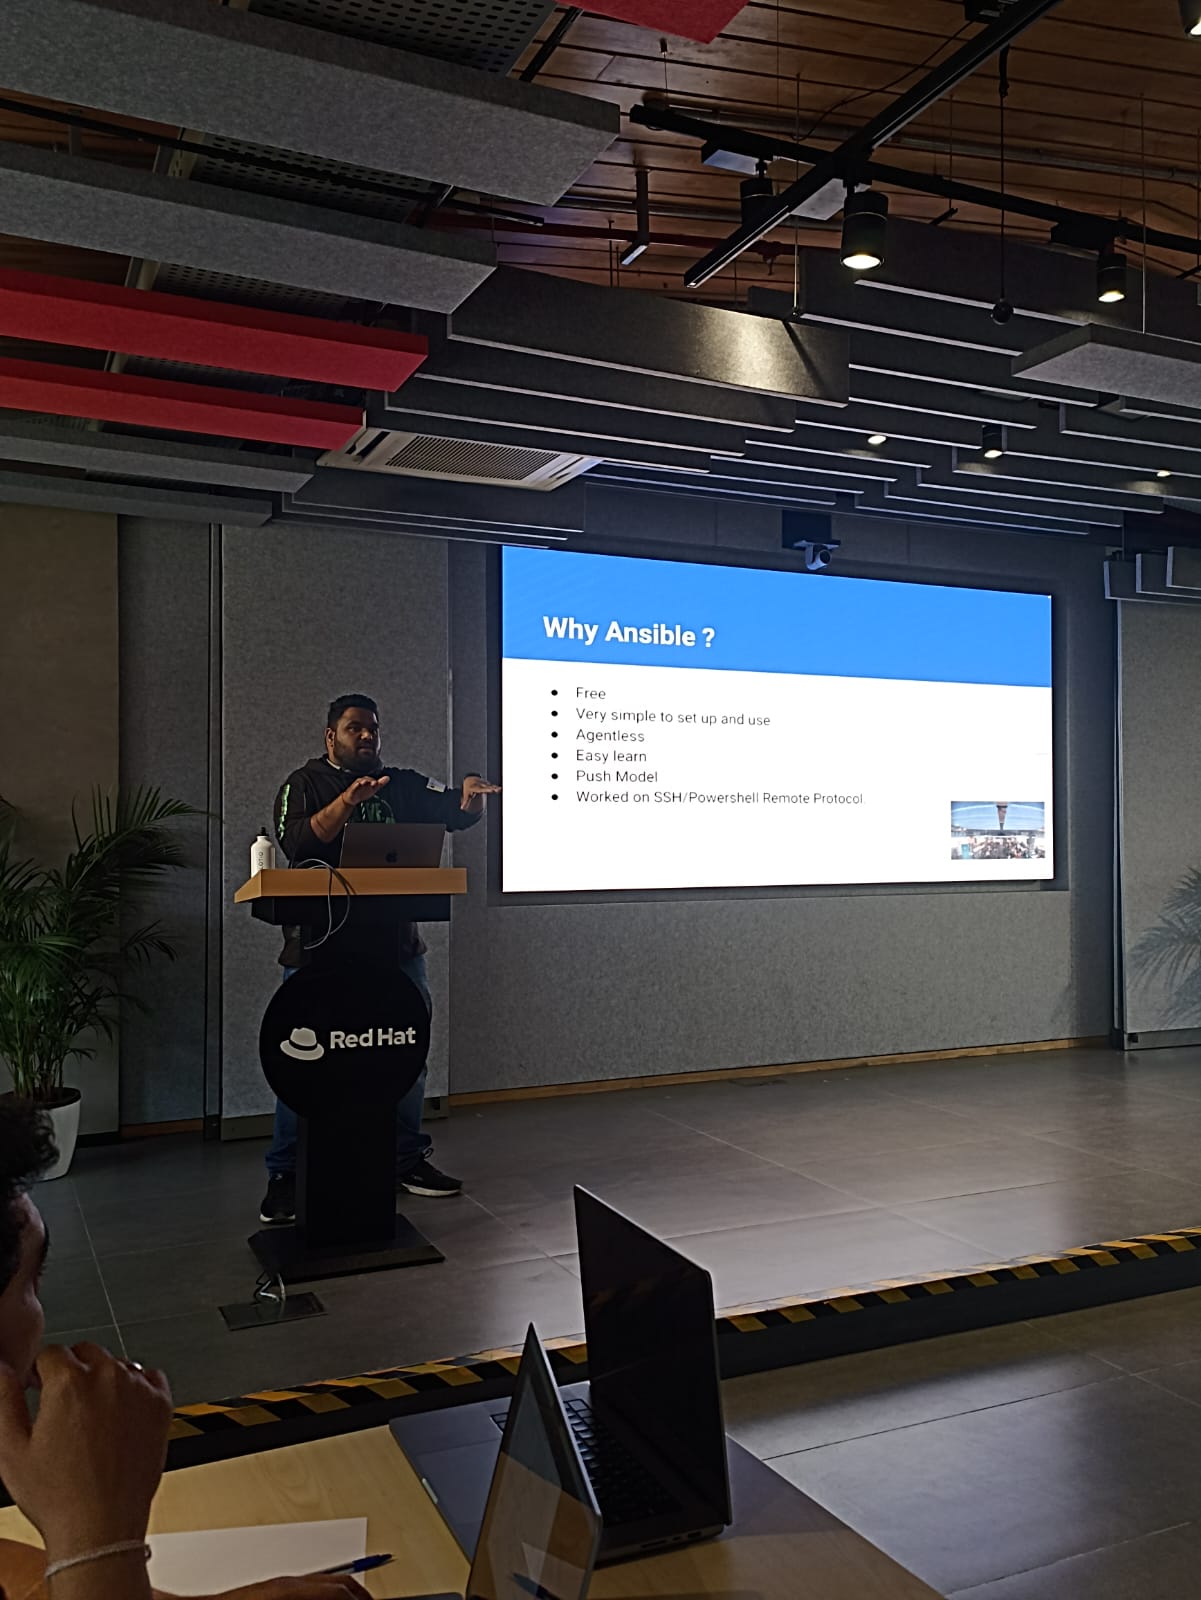 Why Ansible ?
• Free
• Very simple to set up and use
• Agentless
• Easy learn
• Push Model
• Worked on SSH/Powershell Remote Protocol.
Red Hat